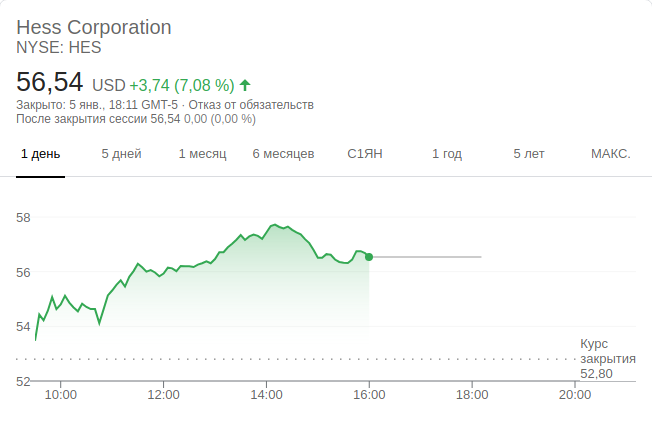 Hess Corporation
NYSE: HES
56,54 USD +3,74 (7,08 %)
Закрыто: 5 янв., 18:11 GMT-5 · Отказ от обязательств
После закрытия сессии 56,54 0,00 (0,00 %)
1 день 5 дней 1 месяц 6 месяцев С1ЯН 1 год 5 лет МАКС.
58
56
54
Курс
закрытия
52,80
52
10:00 12:00 14:00 16:00 18:00 20:00